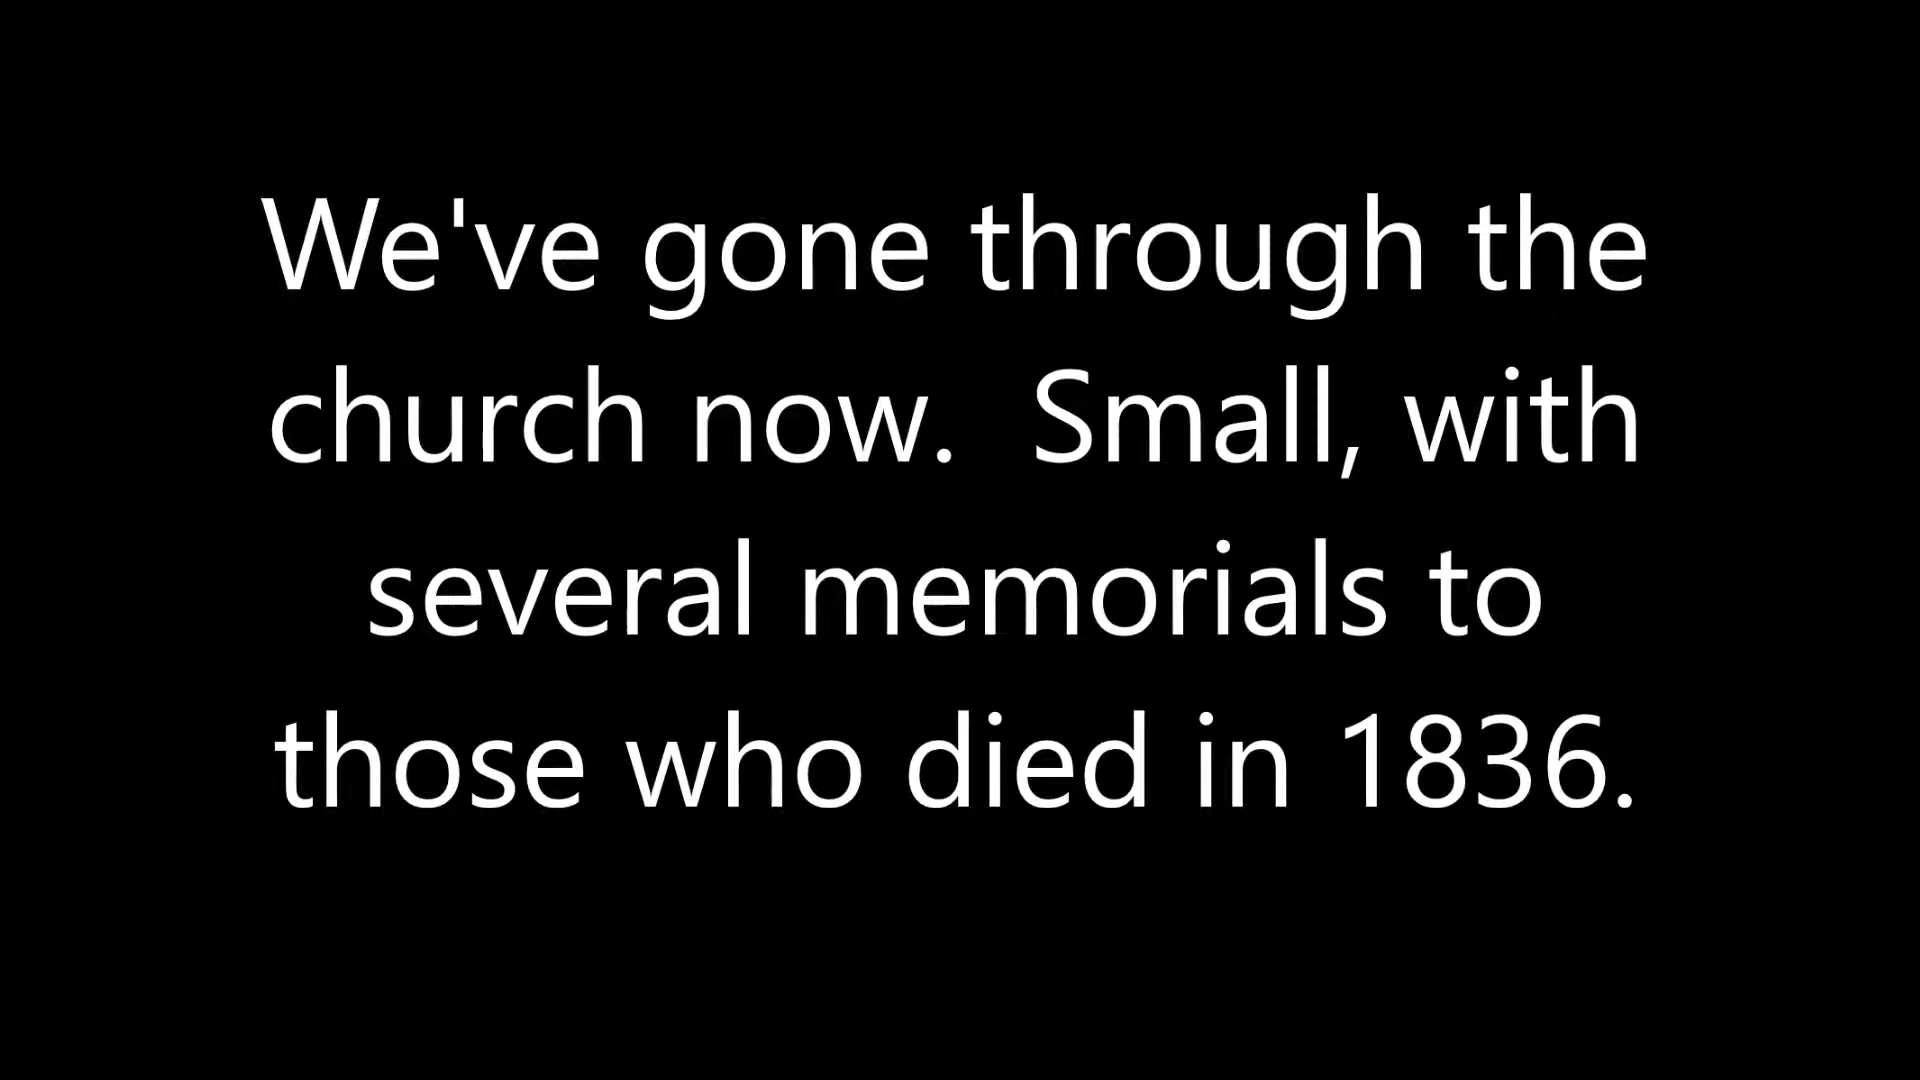 We've gone through the
church now.  Small, with
several memorials to
those who died in 1836.